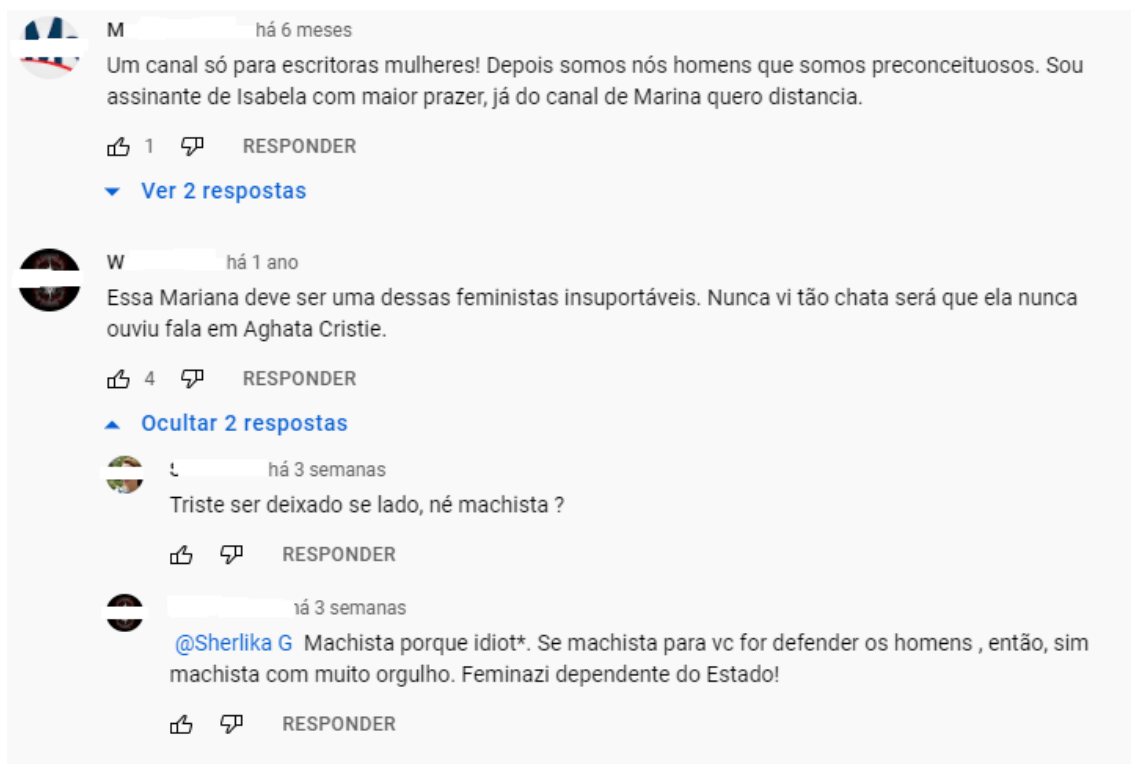 M há 6 meses
Um canal só para escritoras mulheres! Depois somos nós homens que somos preconceituosos. Sou
assinante de Isabela com maior prazer, já do canal de Marina quero distancia.
1 RESPONDER
Ver 2 respostas
W há 1 ano
Essa Mariana deve ser uma dessas feministas insuportáveis. Nunca vi tão chata será que ela nunca
ouviu fala em Aghata Cristie.
4 RESPONDER
Ocultar 2 respostas
há 3 semanas
Triste ser deixado se lado, né machista ?
RESPONDER
há 3 semanas
@Sherlika G Machista porque idiot*. Se machista para vc for defender os homens , então, sim
machista com muito orgulho. Feminazi dependente do Estado!
RESPONDER